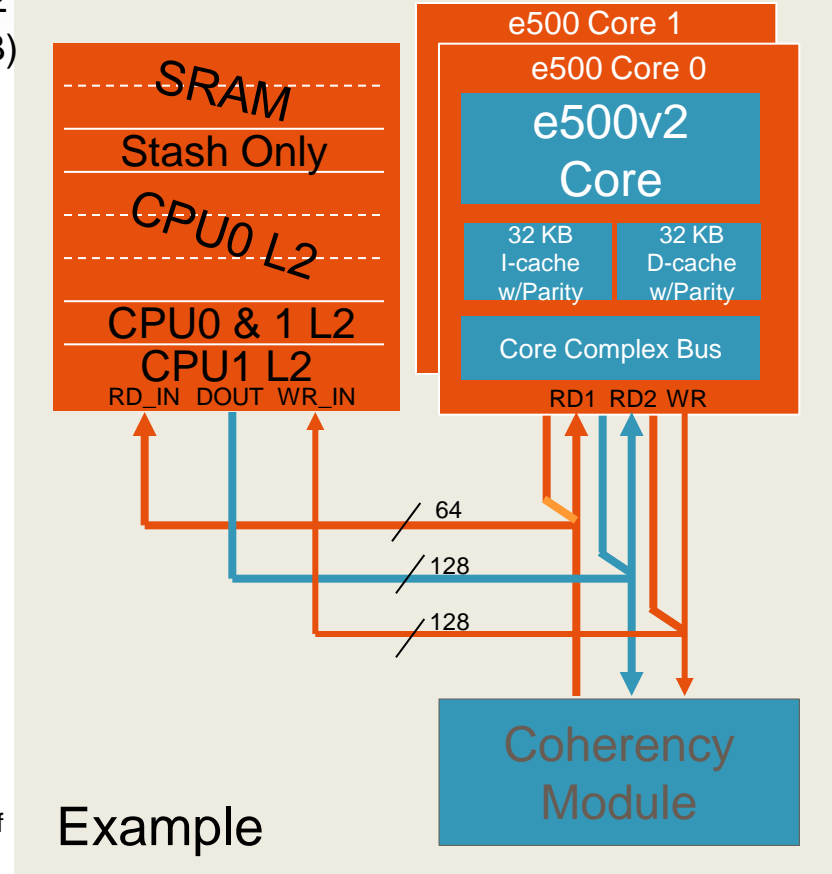 SRAM
Stash Only
CPU0 L2
CPU0 & 1 L2
CPU1 L2
RD_IN DOUT WR_IN
e500 Core 1
e500 Core 0
e500v2
Core
32 KB
I-cache
w/Parity
32 KB
D-cache
w/Parity
Core Complex Bus
RD1 RD2 WR
64
128
128
Coherency
Module
Example